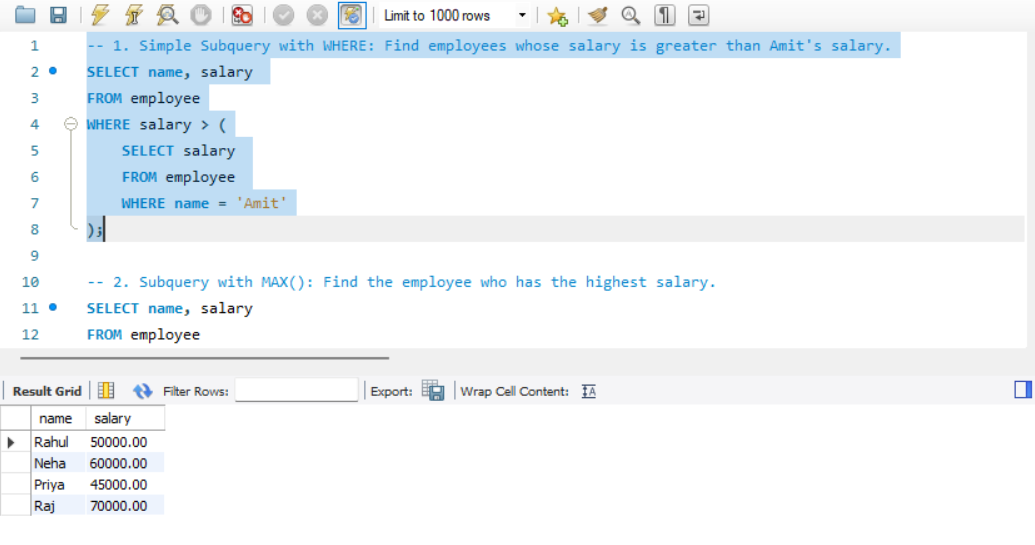 Limit to 1000 rows
1 -- 1. Simple Subquery with WHERE: Find employees whose salary is greater than Amit's salary.
2 SELECT name, salary
3 FROM employee
4 WHERE salary > (
5 SELECT salary
6 FROM employee
7 WHERE name = 'Amit'
8 );
9
10 -- 2. Subquery with MAX(): Find the employee who has the highest salary.
11 SELECT name, salary
12 FROM employee
Result Grid Filter Rows: Export: Wrap Cell Content: IA
name salary
Rahul 50000.00
Neha 60000.00
Priya 45000.00
Raj 70000.00